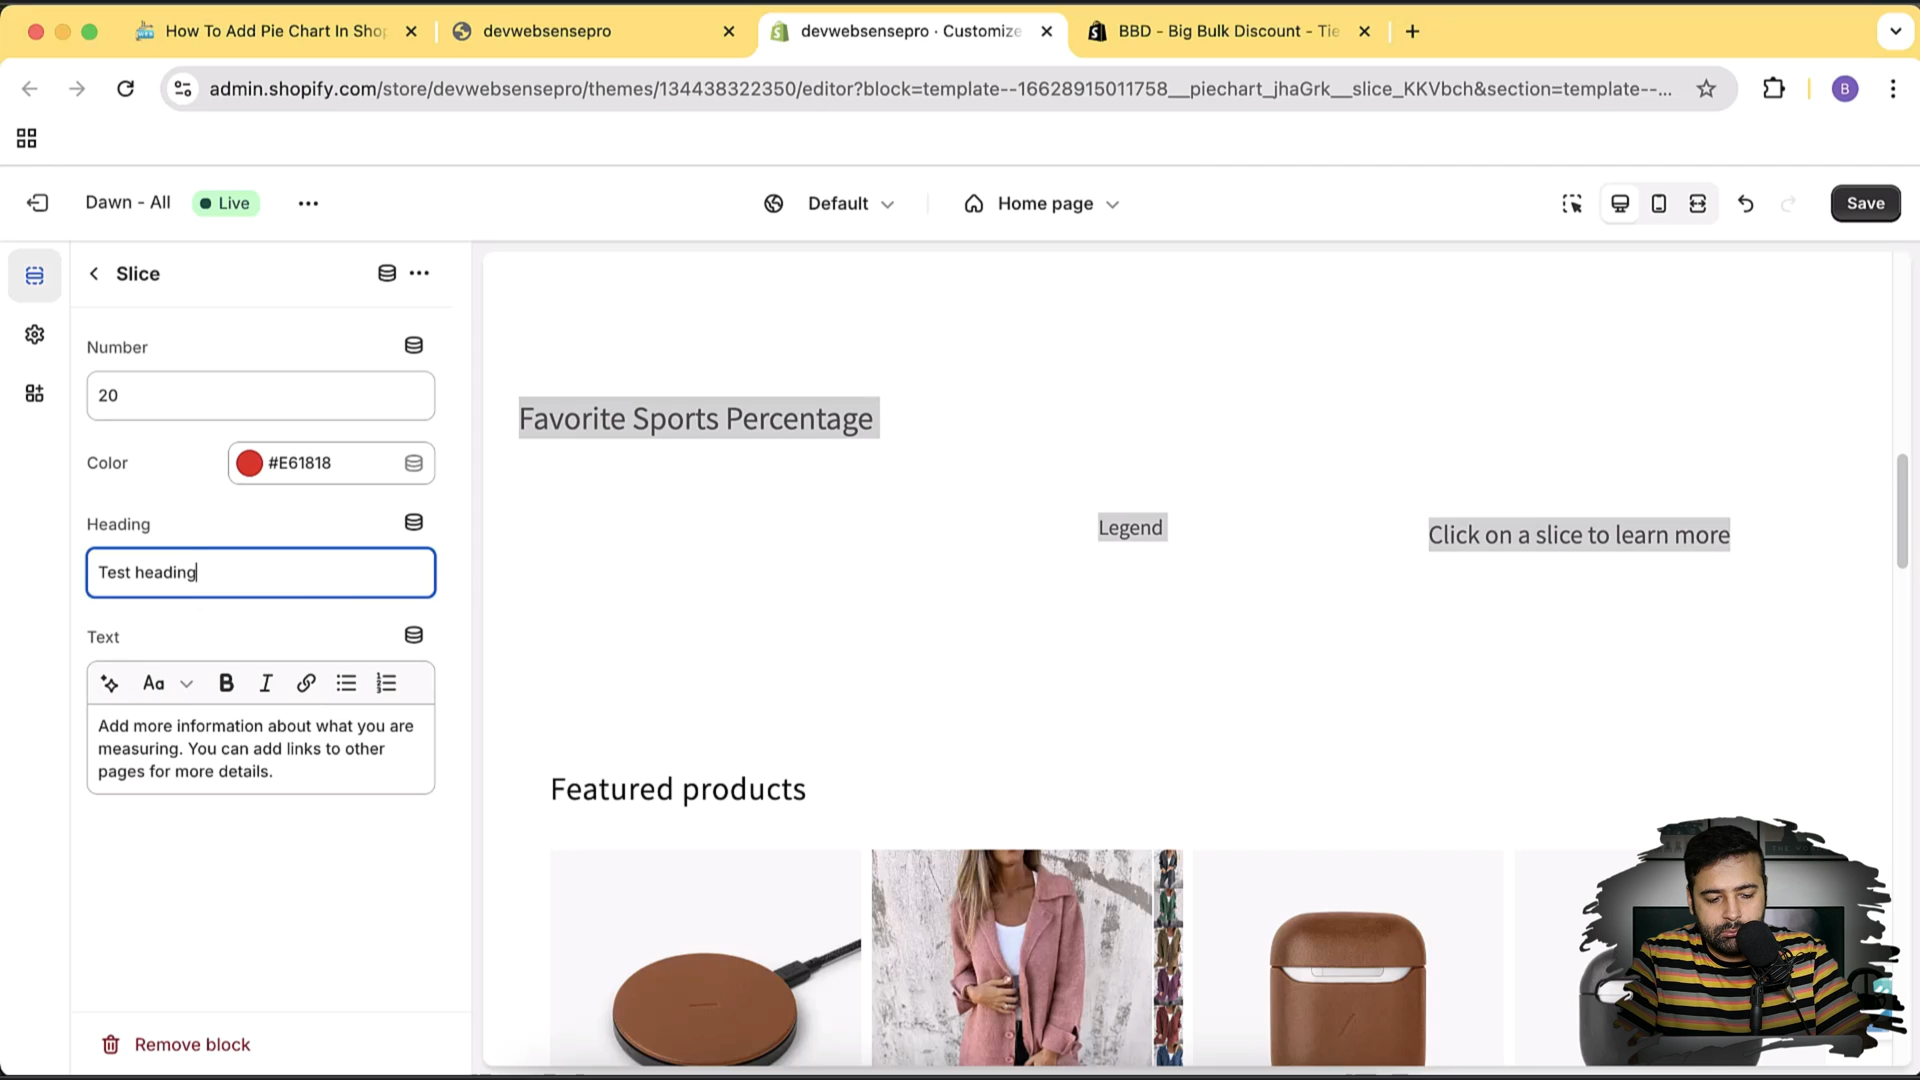 How To Add Pie Chart In Shop
devwebsensepro
devwebsensepro · Customize
BBD - Big Bulk Discount - Tie
admin.shopify.com/store/devwebsensepro/themes/134438322350/editor?block=template--16628915011758__piechart_jhaGrk__slice_KKVbch&section=template--...
B
Dawn - All
Live
Default
Home page
Save
Slice
Number
20
Color
#E61818
Heading
Test heading
Text
Aa
B
I
Add more information about what you are
measuring. You can add links to other
pages for more details.
Remove block
Favorite Sports Percentage
Legend
Click on a slice to learn more
Featured products